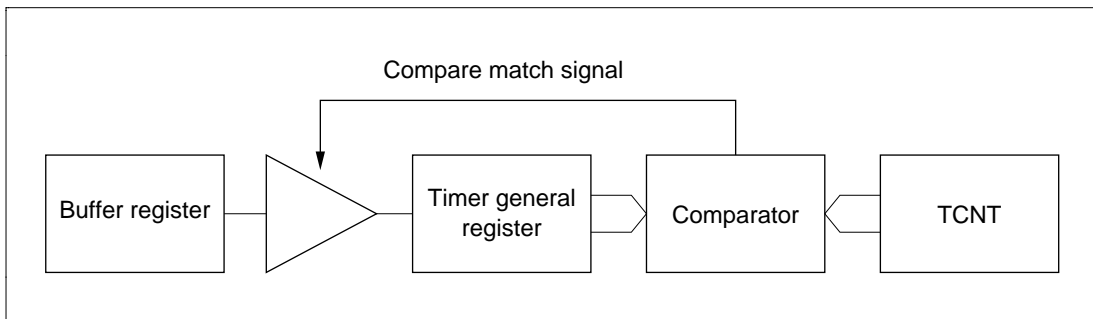 Compare match signal
Buffer register
Timer general
register
Comparator
TCNT